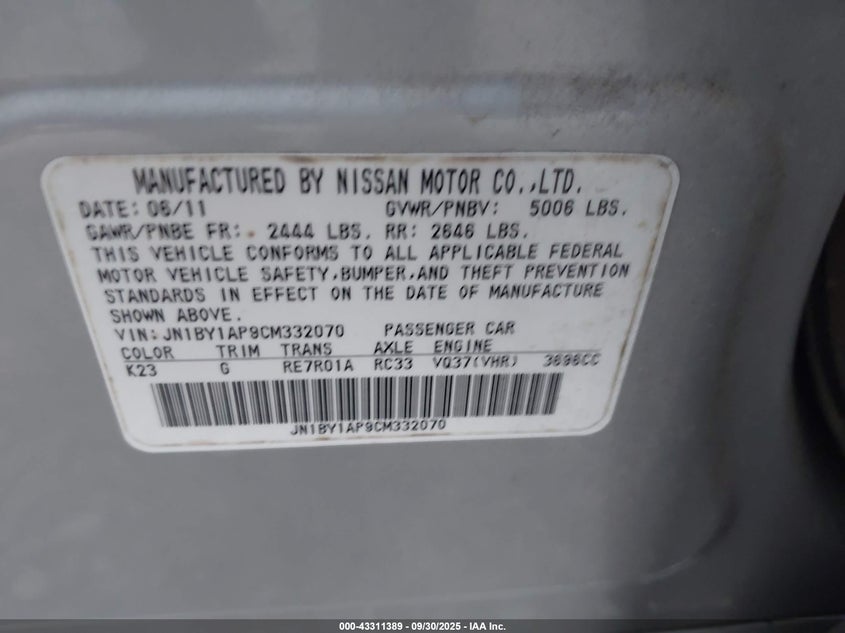 MANUFACTURED BY NISSAN MOTOR CO.,LTD.
DATE: 06/11 GVWR/PNBV: 5006 LBS.
GAWR/PNBE FR: 2444 LBS. RR: 2646 LBS.
THIS VEHICLE CONFORMS TO ALL APPLICABLE FEDERAL
MOTOR VEHICLE SAFETY,BUMPER,AND THEFT PREVENTION
STANDARDS IN EFFECT ON THE DATE OF MANUFACTURE
SHOWN ABOVE.
VIN: JN1BY1AP9CM332070 PASSENGER CAR
COLOR TRIM TRANS AXLE ENGINE
K23 G RE7R01A RC33 VQ37(VHR) 3696CC
JN1BY1AP9CM332070
000-43311389 - 09/30/2025 - IAA Inc.